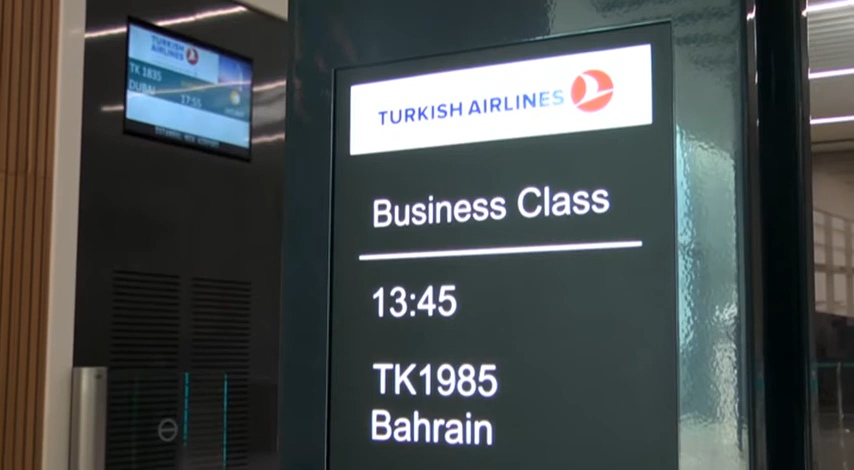 TURKISH
AIRLINES
TK 1835
DUBAI
17:55
TURKISH AIRLINES
Business Class
13:45
TK1985
Bahrain